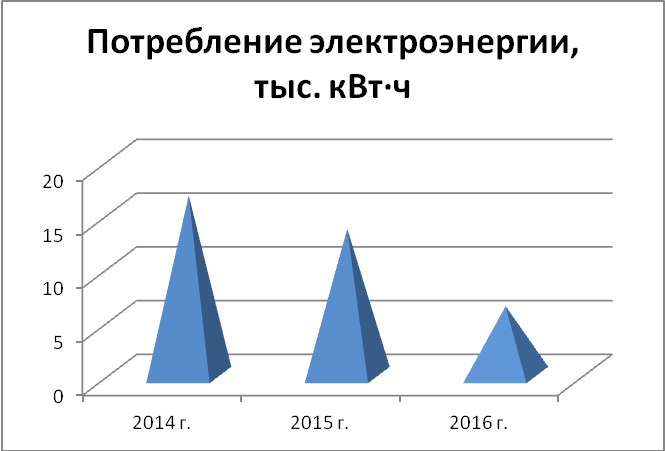 Потребление электроэнергии,
тыс. кВт·ч
20
15
10
5
0
2014 г.
2015 г.
2016 г.